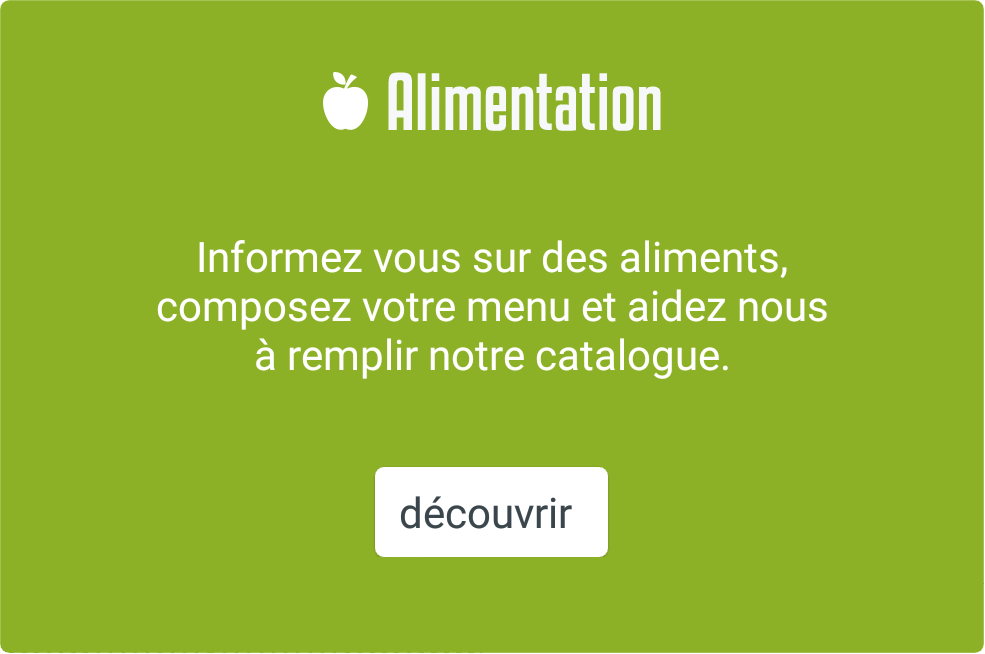 Alimentation
Informez vous sur des aliments,
composez votre menu et aidez nous
à remplir notre catalogue.
découvrir